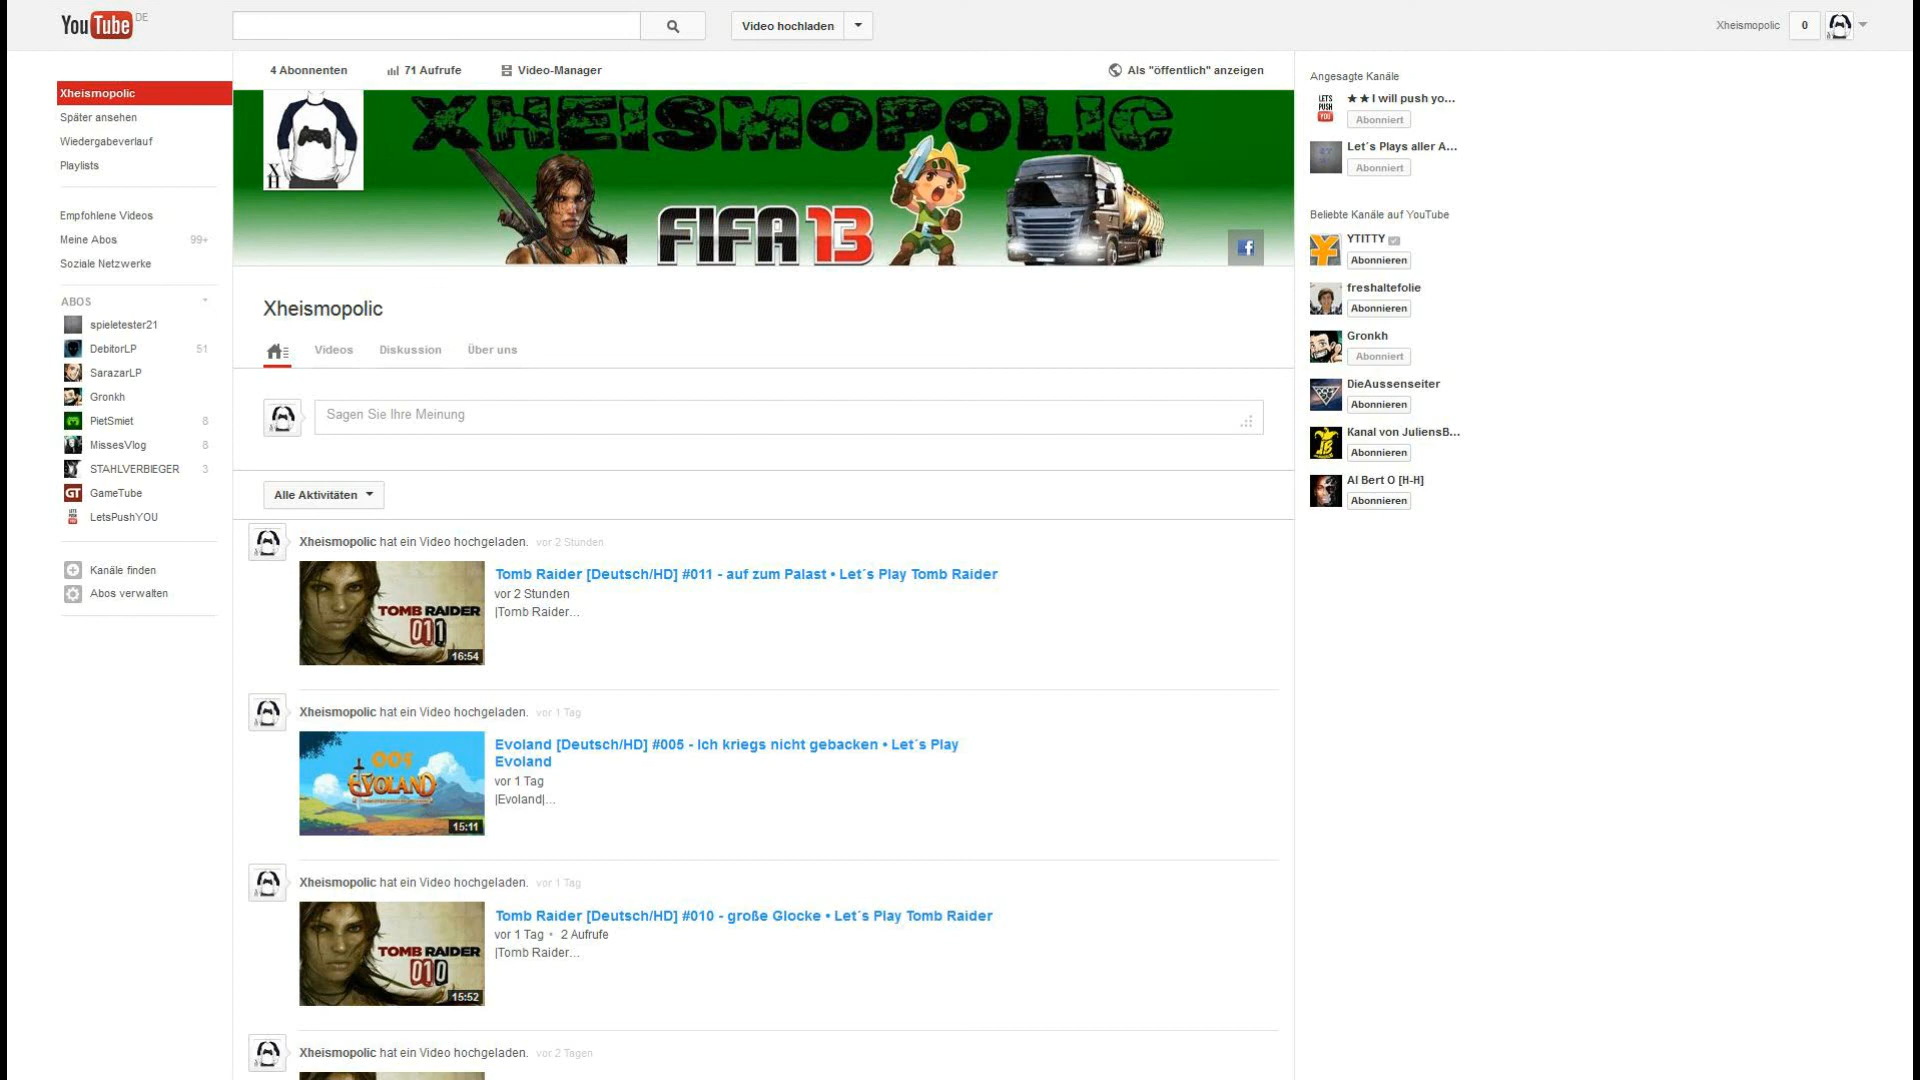 YouTube DE
Video hochladen
Xheismopolic
0
Xheismopolic
Später ansehen
Wiedergabeverlauf
Playlists
Empfohlene Videos
Meine Abos 99+
Soziale Netzwerke
ABOS
spieletester21
DebitorLP 51
SarazarLP
Gronkh
PietSmiet 8
MissesVlog 8
STAHLVERBIEGER 3
GameTube
LetsPushYOU
Kanäle finden
Abos verwalten
4 Abonnenten
71 Aufrufe
Video-Manager
Als "öffentlich" anzeigen
XHEISMOPOLIC
XH
FIFA 13
Xheismopolic
Videos
Diskussion
Über uns
Sagen Sie Ihre Meinung
Alle Aktivitäten
Xheismopolic hat ein Video hochgeladen. vor 2 Stunden
TOMB RAIDER
011
16:54
Tomb Raider [Deutsch/HD] #011 - auf zum Palast • Let´s Play Tomb Raider
vor 2 Stunden
|Tomb Raider...
Xheismopolic hat ein Video hochgeladen. vor 1 Tag
EVOLAND
15:11
Evoland [Deutsch/HD] #005 - Ich kriegs nicht gebacken • Let´s Play
Evoland
vor 1 Tag
|Evoland|...
Xheismopolic hat ein Video hochgeladen. vor 1 Tag
TOMB RAIDER
010
15:52
Tomb Raider [Deutsch/HD] #010 - große Glocke • Let´s Play Tomb Raider
vor 1 Tag • 2 Aufrufe
|Tomb Raider...
Xheismopolic hat ein Video hochgeladen. vor 2 Tagen
Angesagte Kanäle
LETS PUSH YOU
★ ★ I will push yo...
Abonniert
Let´s Plays aller A...
Abonniert
Beliebte Kanäle auf YouTube
YTITTY
Abonnieren
freshaltefolie
Abonnieren
Gronkh
Abonniert
DieAussenseiter
Abonnieren
Kanal von JuliensB...
Abonnieren
Al Bert O [H-H]
Abonnieren